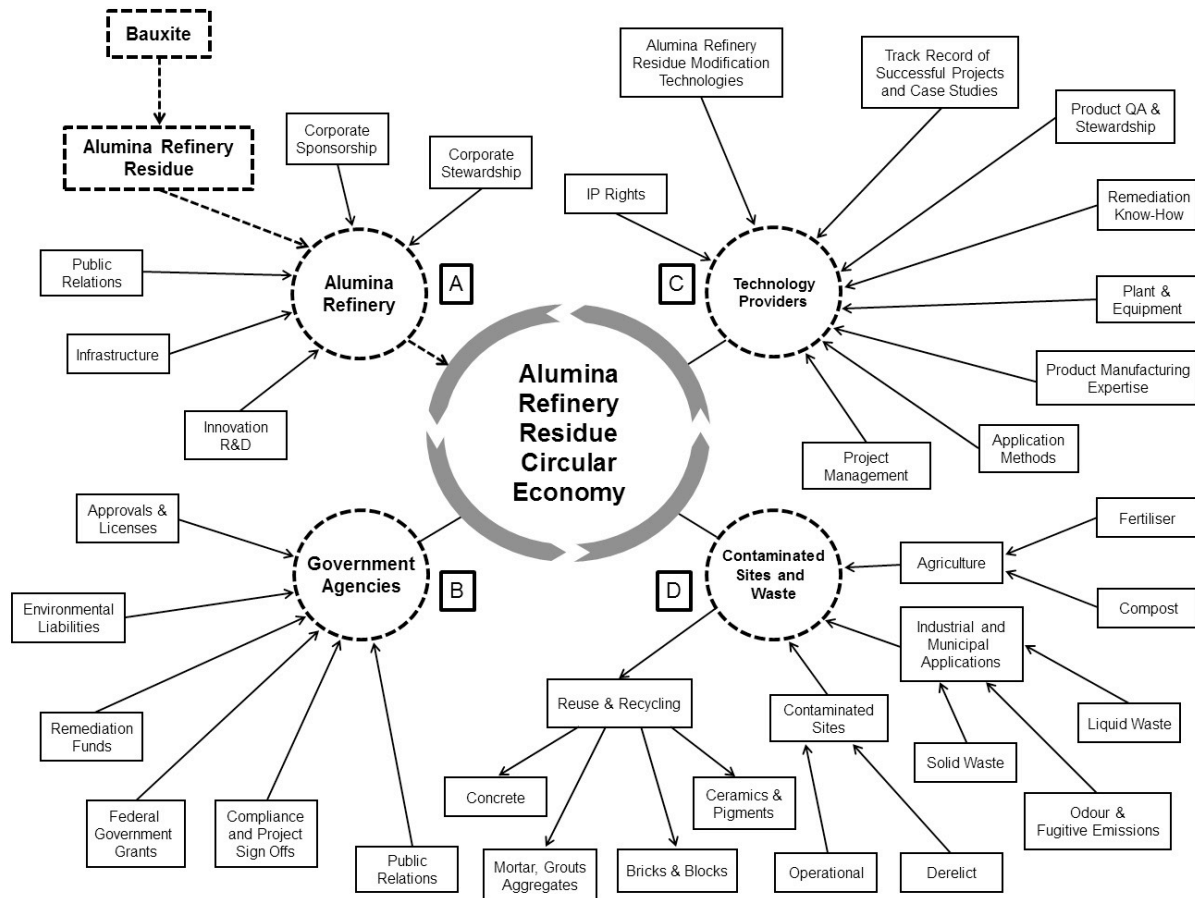 Bauxite
Alumina Refinery
Residue
Corporate
Sponsorship
Corporate
Stewardship
Public
Relations
Infrastructure
Innovation
R&D
Alumina
Refinery
A
Alumina Refinery
Residue Modification
Technologies
Track Record of
Successful Projects
and Case Studies
Product QA &
Stewardship
IP Rights
Remediation
Know-How
Plant &
Equipment
Product Manufacturing
Expertise
Application
Methods
Project
Management
C
Technology
Providers
Alumina
Refinery
Residue
Circular
Economy
Approvals &
Licenses
Environmental
Liabilities
Remediation
Funds
Federal
Government
Grants
Compliance
and Project
Sign Offs
Public
Relations
Government
Agencies
B
D
Contaminated
Sites and
Waste
Agriculture
Fertiliser
Compost
Industrial and
Municipal
Applications
Liquid Waste
Solid Waste
Odour &
Fugitive Emissions
Contaminated
Sites
Operational
Derelict
Reuse & Recycling
Concrete
Mortar, Grouts
Aggregates
Bricks & Blocks
Ceramics &
Pigments